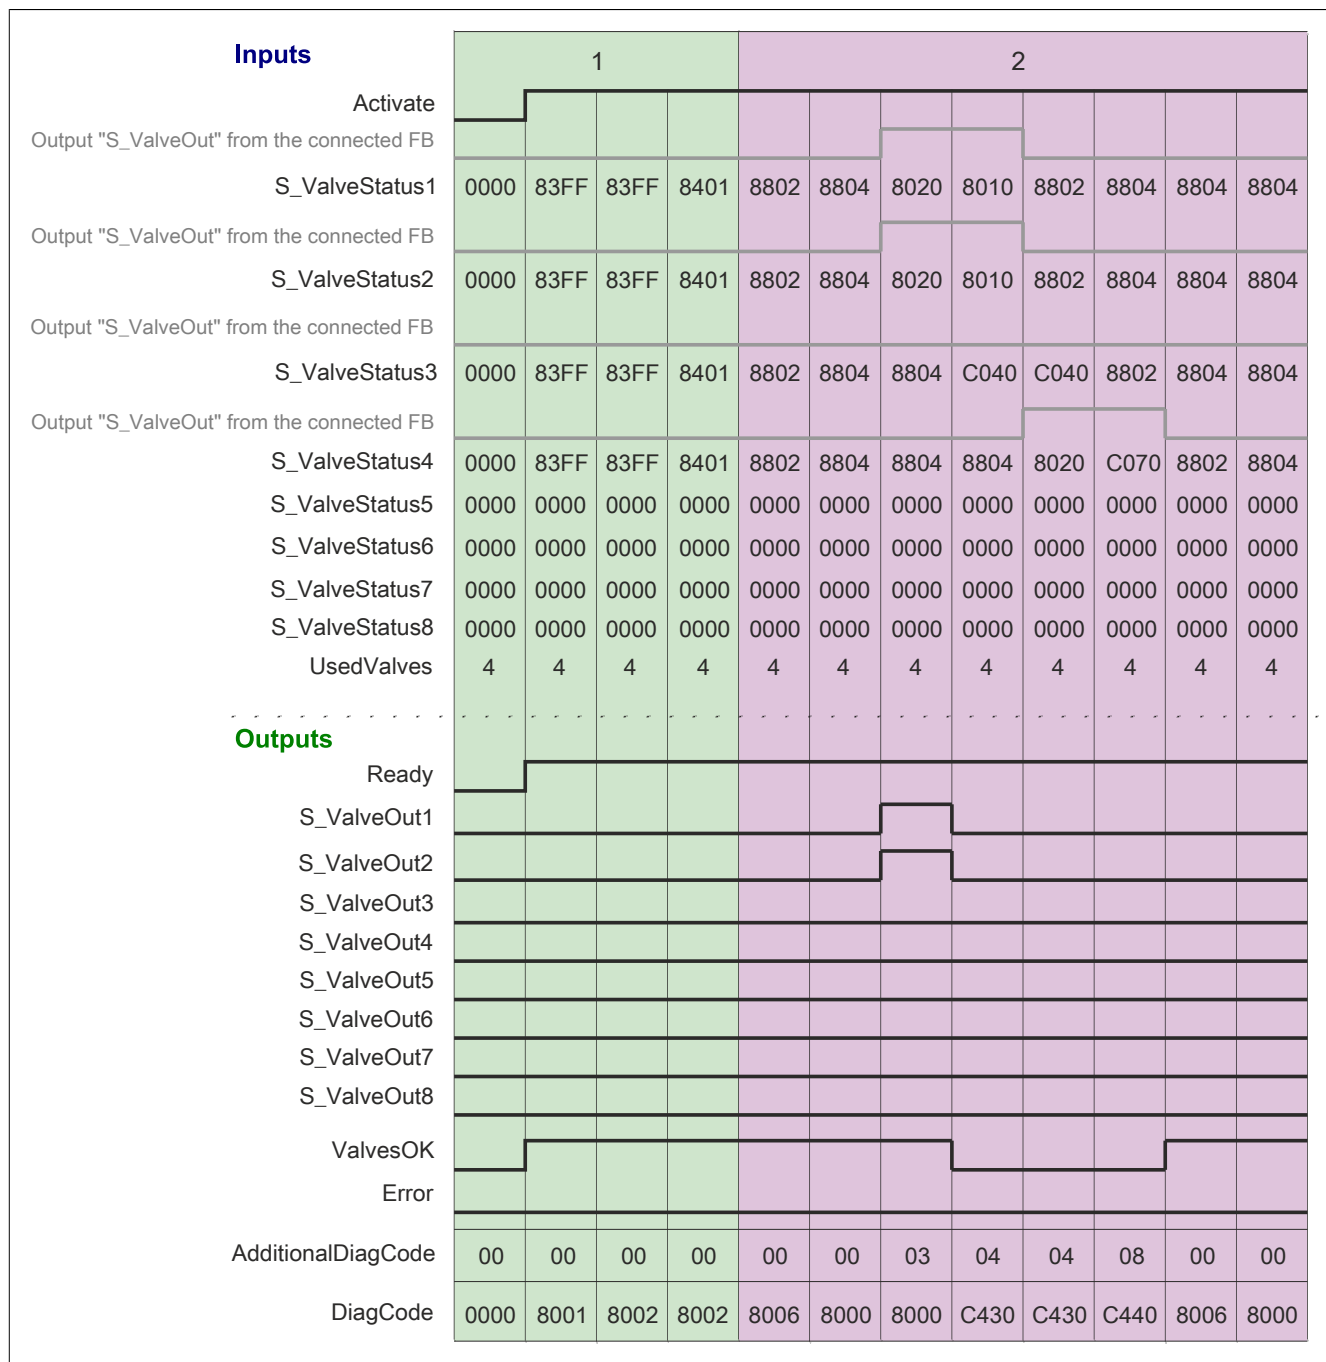 Inputs 1 2
Activate
Output "S_ValveOut" from the connected FB
S_ValveStatus1 0000 83FF 83FF 8401 8802 8804 8020 8010 8802 8804 8804 8804
Output "S_ValveOut" from the connected FB
S_ValveStatus2 0000 83FF 83FF 8401 8802 8804 8020 8010 8802 8804 8804 8804
Output "S_ValveOut" from the connected FB
S_ValveStatus3 0000 83FF 83FF 8401 8802 8804 8804 C040 C040 8802 8804 8804
Output "S_ValveOut" from the connected FB
S_ValveStatus4 0000 83FF 83FF 8401 8802 8804 8804 8804 8020 C070 8802 8804
S_ValveStatus5 0000 0000 0000 0000 0000 0000 0000 0000 0000 0000 0000 0000
S_ValveStatus6 0000 0000 0000 0000 0000 0000 0000 0000 0000 0000 0000 0000
S_ValveStatus7 0000 0000 0000 0000 0000 0000 0000 0000 0000 0000 0000 0000
S_ValveStatus8 0000 0000 0000 0000 0000 0000 0000 0000 0000 0000 0000 0000
UsedValves 4 4 4 4 4 4 4 4 4 4 4 4
Outputs
Ready
S_ValveOut1
S_ValveOut2
S_ValveOut3
S_ValveOut4
S_ValveOut5
S_ValveOut6
S_ValveOut7
S_ValveOut8
ValvesOK
Error
AdditionalDiagCode 00 00 00 00 00 00 03 04 04 08 00 00
DiagCode 0000 8001 8002 8002 8006 8000 8000 C430 C430 C440 8006 8000